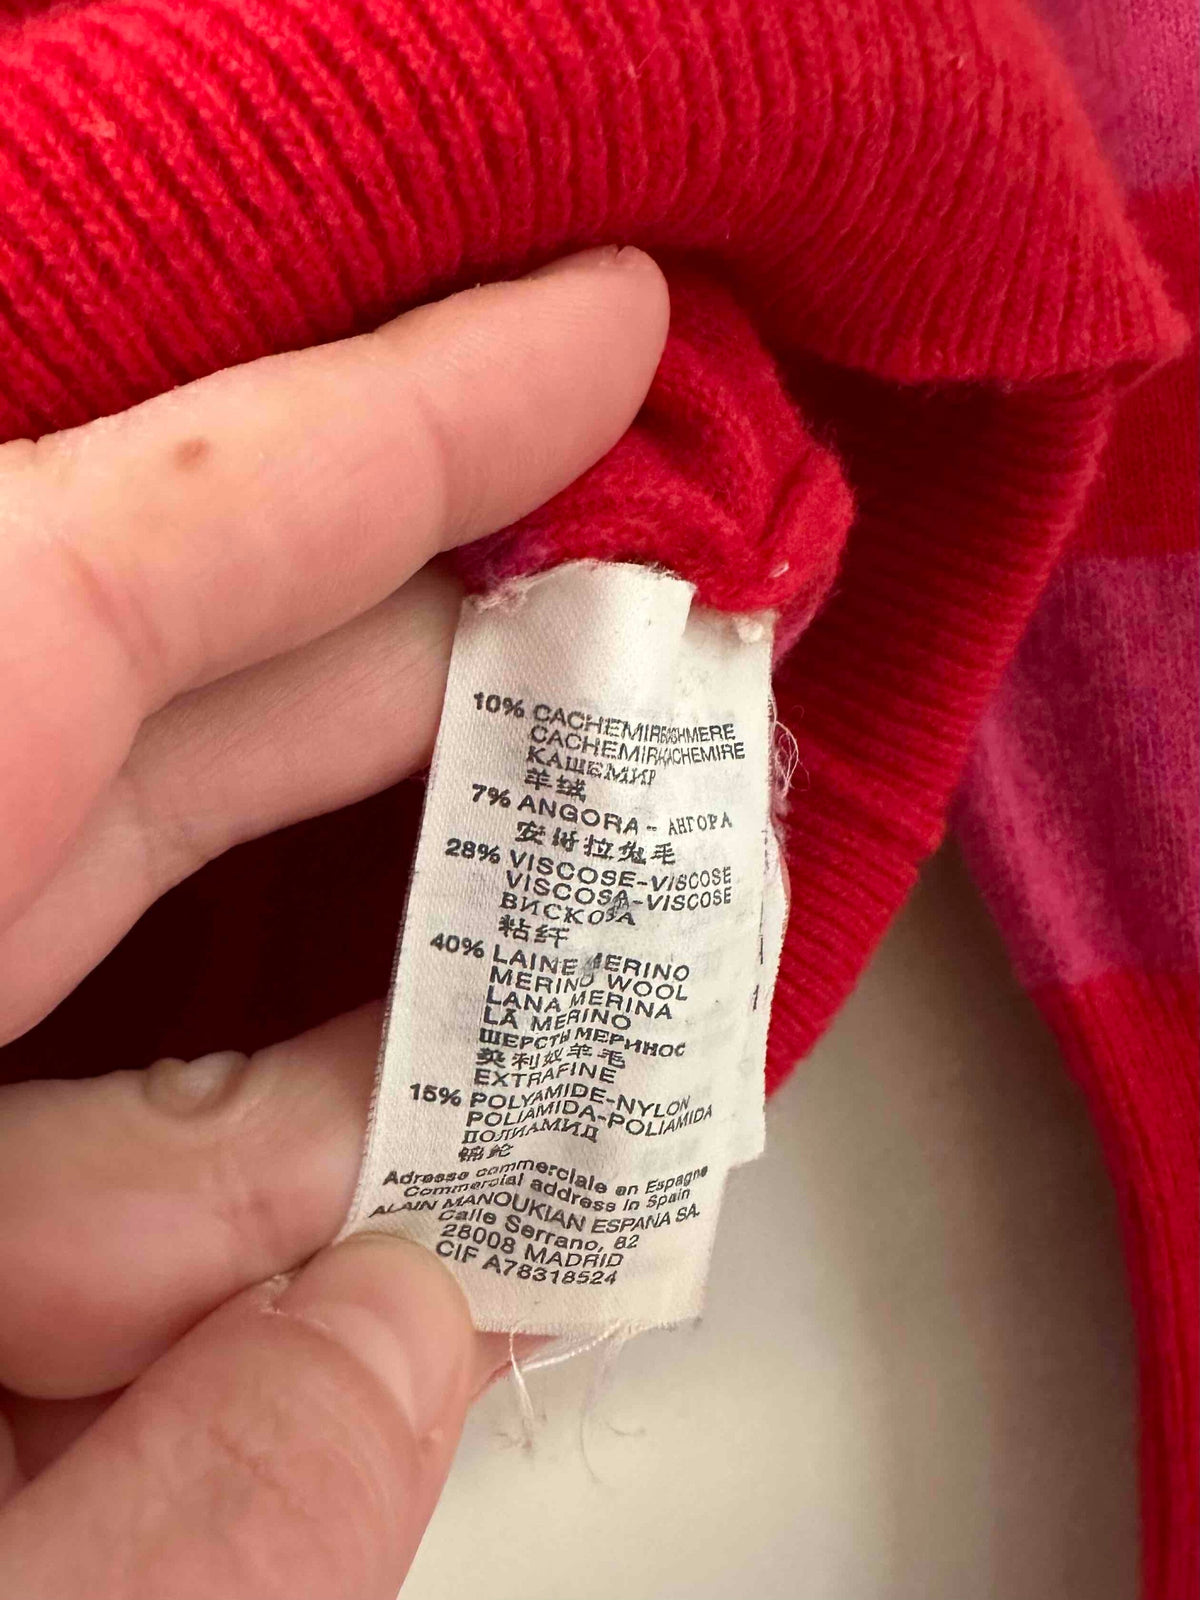 10% CACHEMIRE CASHMERE
CACHEMIR KACHEMIRE
КАШЕМИР
羊绒
7% ANGORA - АНГОРА
安哥拉兔毛
28% VISCOSE-VISCOSE
VISCOSA-VISCOSE
ВИСКОЗА
粘纤
40% LAINE MERINO
MERINO WOOL
LANA MERINA
LÃ MERINO
ШЕРСТЬ МЕРИНОС
美利奴羊毛
EXTRAFINE
15% POLYAMIDE-NYLON
POLIAMIDA-POLIAMIDA
ПОЛИАМИД
锦纶
Adresse commerciale en Espagne
Commercial address in Spain
ALAIN MANOUKIAN ESPANA SA.
Calle Serrano, 82
28008 MADRID
CIF A78318524